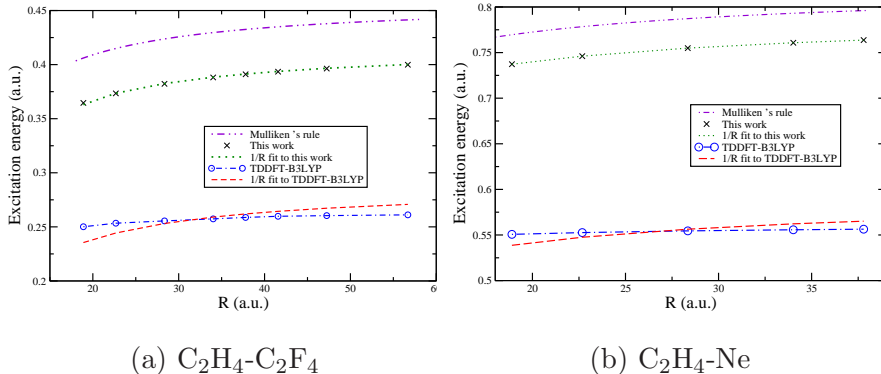 0.45
0.4
0.35
0.3
0.25
0.2
Excitation energy (a.u.)
Mulliken 's rule
This work
1/R fit to this work
TDDFT-B3LYP
1/R fit to TDDFT-B3LYP
20 30 40 50 60
R (a.u.)
(a) C₂H₄-C₂F₄
0.8
0.75
0.7
0.65
0.6
0.55
0.5
Excitation energy (a.u.)
Mulliken 's rule
This work
1/R fit to this work
TDDFT-B3LYP
1/R fit to TDDFT-B3LYP
20 25 30 35
R (a.u.)
(b) C₂H₄-Ne